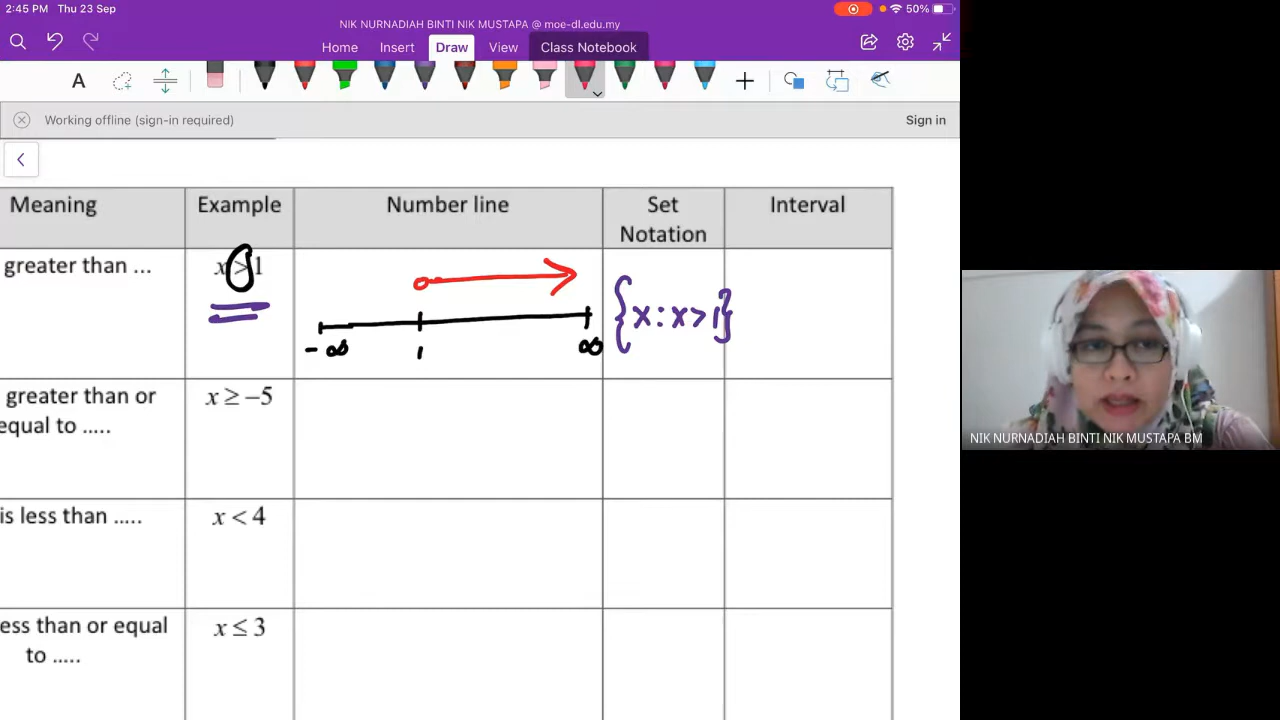 2:45 PM Thu 23 Sep
50%
NIK NURNADIAH BINTI NIK MUSTAPA @ moe-dl.edu.my
Home Insert Draw View Class Notebook
A
Working offline (sign-in required) Sign in
Meaning Example Number line Set Notation Interval
greater than ... x > 1
-∞ 1 ∞
{x:x>1}
greater than or x ≥ −5
equal to .....
is less than ..... x < 4
ess than or equal x ≤ 3
to .....
NIK NURNADIAH BINTI NIK MUSTAPA BM